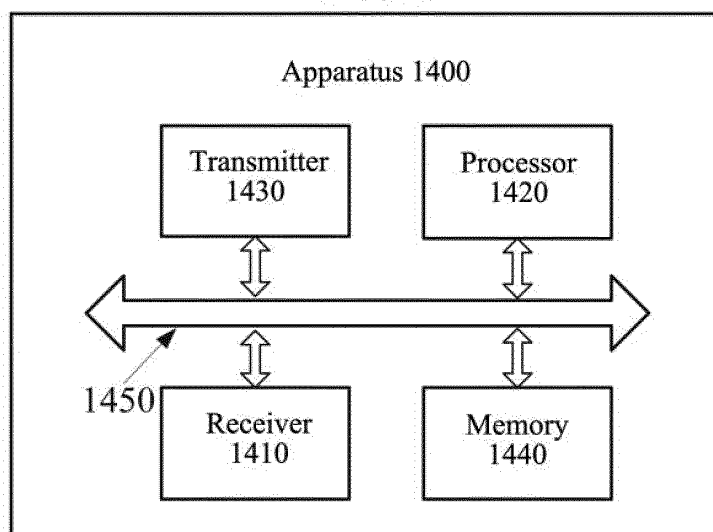 Apparatus 1400
Transmitter
1430
Processor
1420
1450
Receiver
1410
Memory
1440